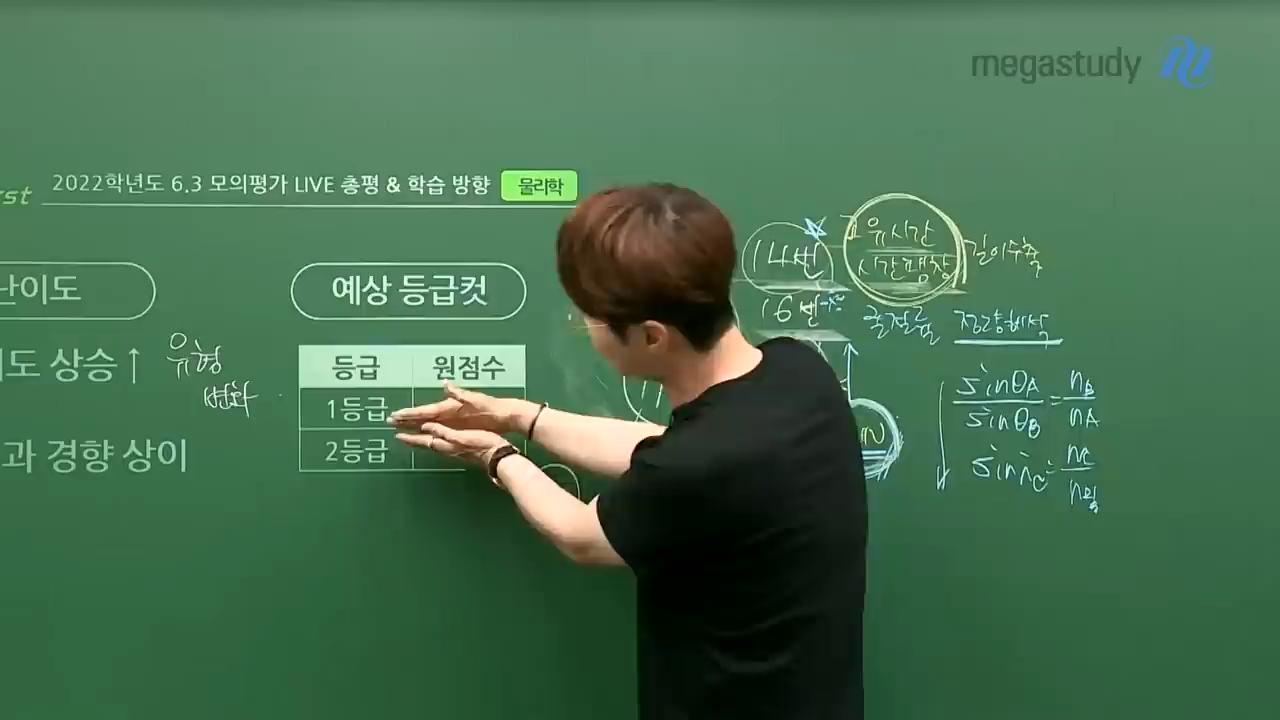 megastudy
st
2022학년도 6.3 모의평가 LIVE 총평 & 학습 방향
물리학
난이도
도 상승↑
유형
변화
과 경향 상이
예상 등급컷
등급 원점수
1등급
2등급
14번
16번
고유시간
시간팽창
길이수축
굴절률
정량해석
sinθA/sinθB = nB/nA